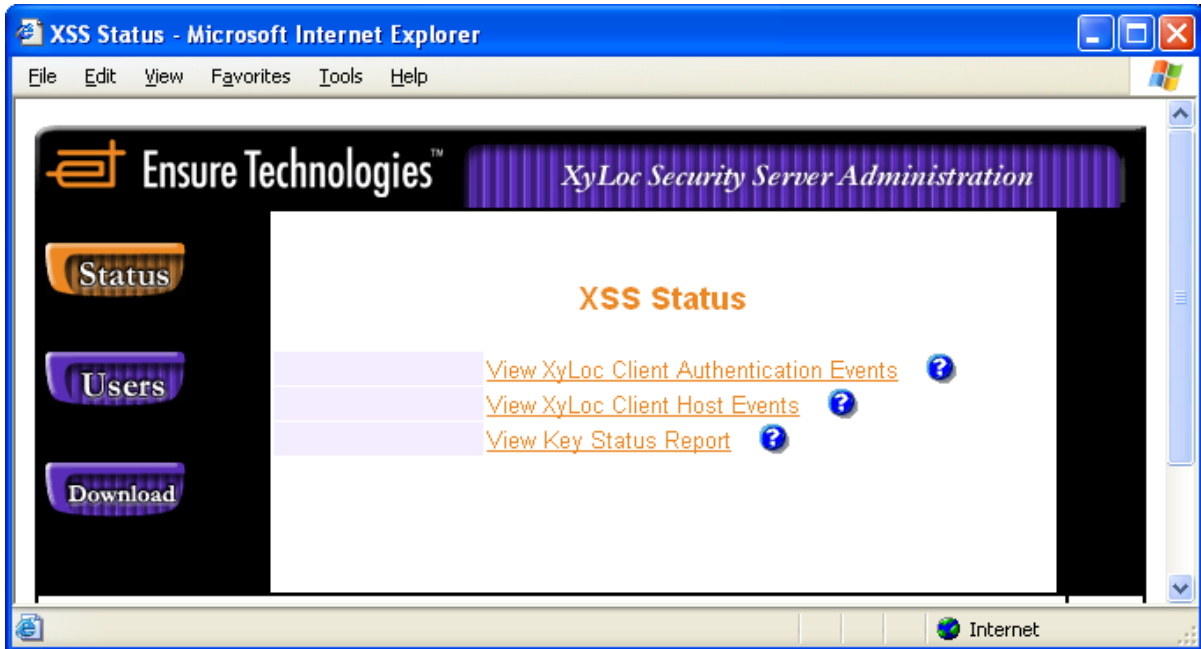 XSS Status - Microsoft Internet Explorer
File Edit View Favorites Tools Help
Ensure Technologies™
XyLoc Security Server Administration
Status
XSS Status
View XyLoc Client Authentication Events ?
Users
View XyLoc Client Host Events ?
View Key Status Report ?
Download
Internet